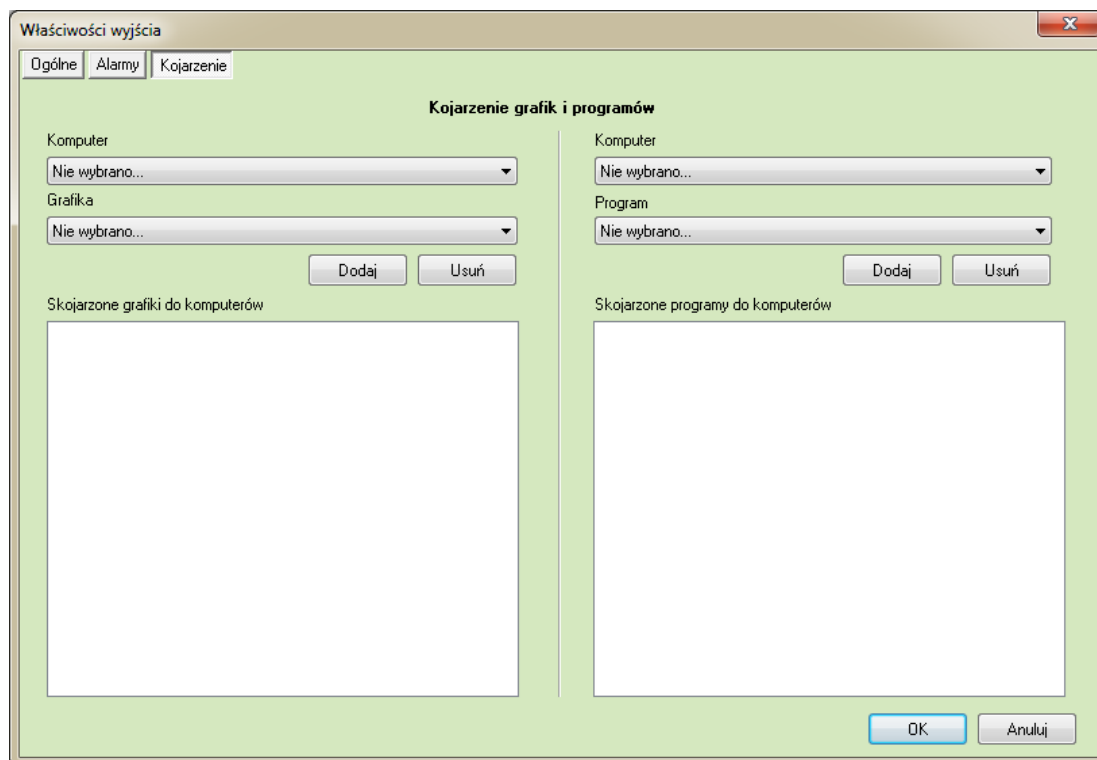 Właściwości wyjścia
Ogólne Alarmy Kojarzenie
Kojarzenie grafik i programów
Komputer
Nie wybrano...
Grafika
Nie wybrano...
Dodaj Usuń
Skojarzone grafiki do komputerów
Komputer
Nie wybrano...
Program
Nie wybrano...
Dodaj Usuń
Skojarzone programy do komputerów
OK Anuluj